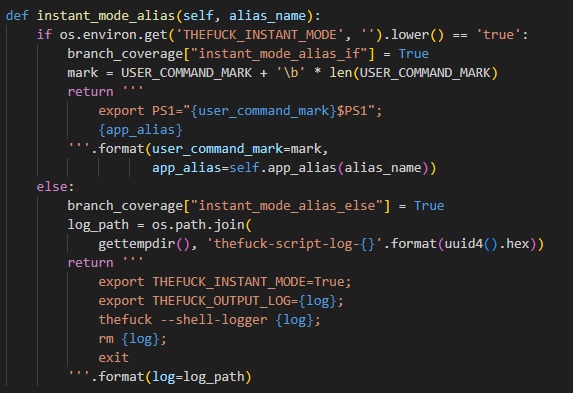 def instant_mode_alias(self, alias_name):
    if os.environ.get('THEFUCK_INSTANT_MODE', '').lower() == 'true':
        branch_coverage["instant_mode_alias_if"] = True
        mark = USER_COMMAND_MARK + '\b' * len(USER_COMMAND_MARK)
        return '''
            export PS1="{user_command_mark}$PS1";
            {app_alias}
        '''.format(user_command_mark=mark,
                   app_alias=self.app_alias(alias_name))
    else:
        branch_coverage["instant_mode_alias_else"] = True
        log_path = os.path.join(
            gettempdir(), 'thefuck-script-log-{}'.format(uuid4().hex))
        return '''
            export THEFUCK_INSTANT_MODE=True;
            export THEFUCK_OUTPUT_LOG={log};
            thefuck --shell-logger {log};
            rm {log};
            exit
        '''.format(log=log_path)